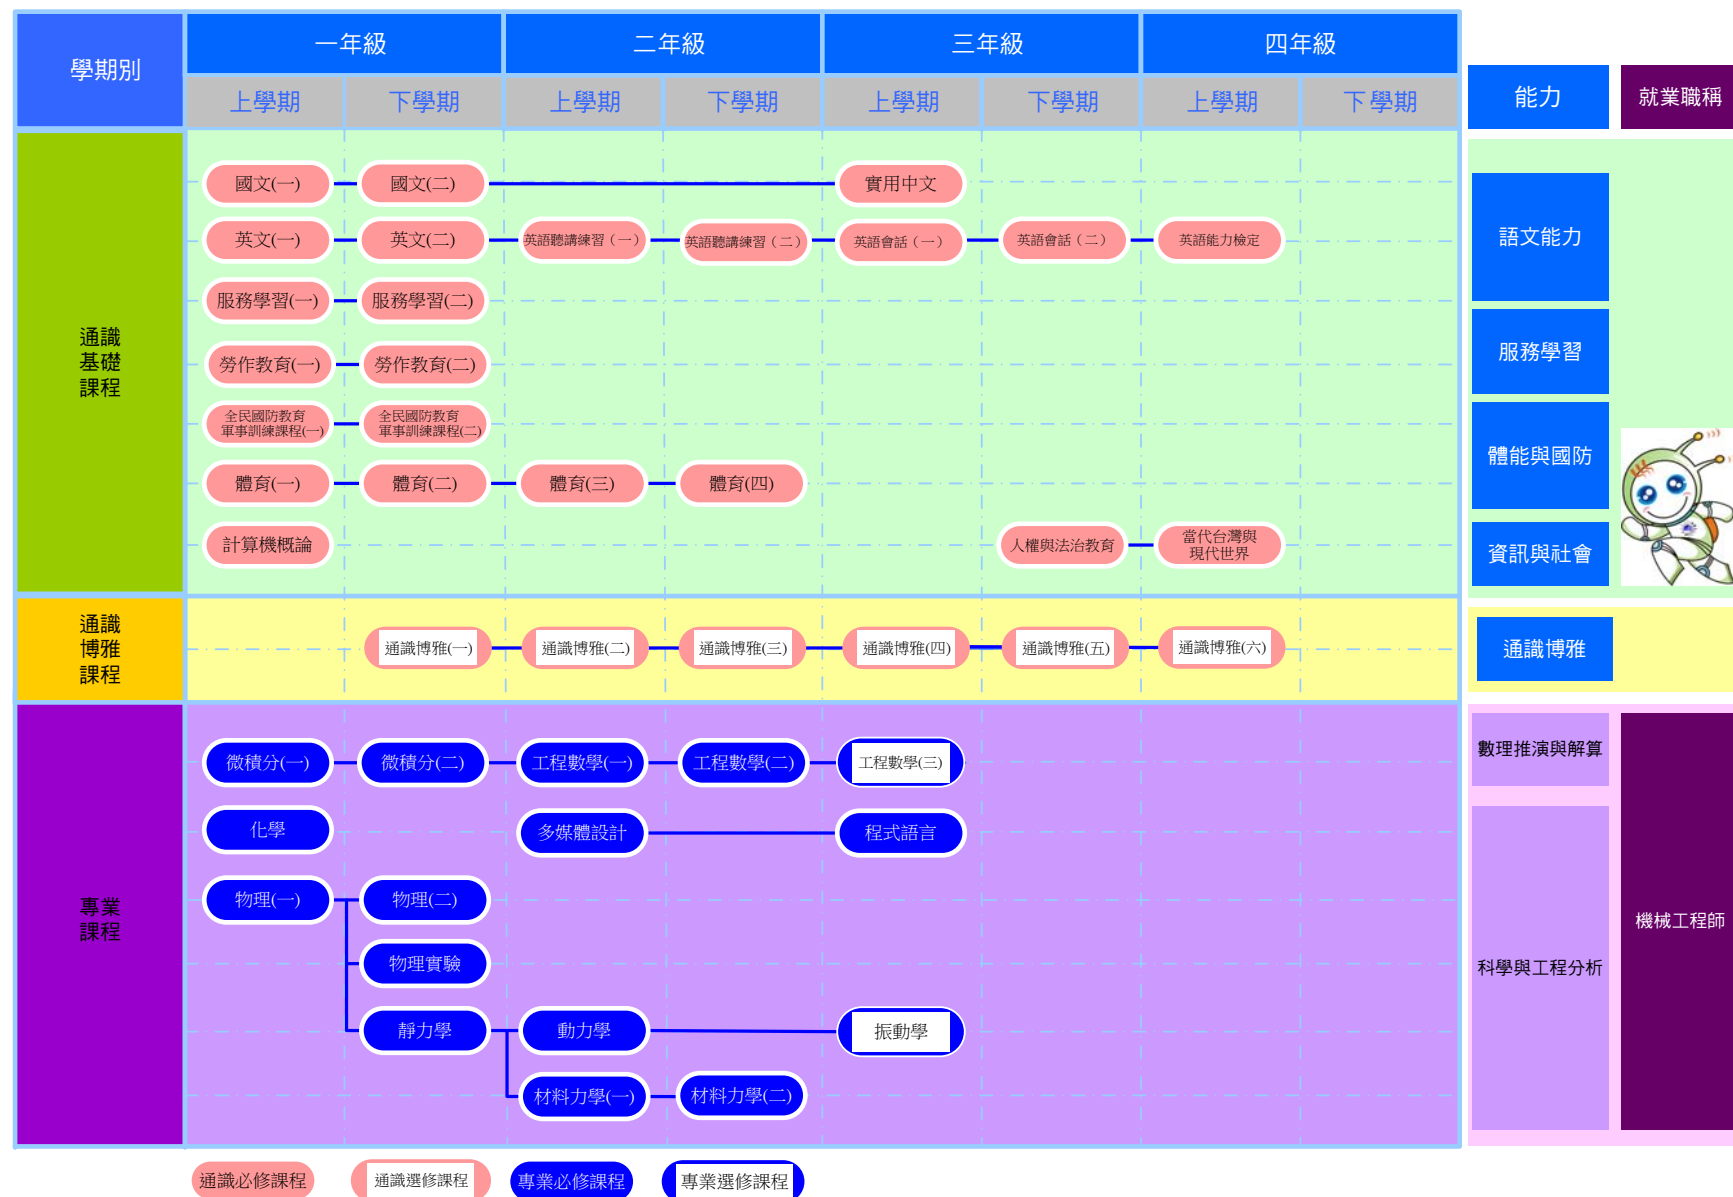 學期別
一年級
二年級
三年級
四年級
上學期
下學期
上學期
下學期
上學期
下學期
上學期
下學期
能力
就業職稱
通識
基礎
課程
國文(一)
國文(二)
實用中文
英文(一)
英文(二)
英語聽講練習（一）
英語聽講練習（二）
英語會話（一）
英語會話（二）
英語能力檢定
語文能力
服務學習(一)
服務學習(二)
服務學習
勞作教育(一)
勞作教育(二)
全民國防教育
軍事訓練課程(一)
全民國防教育
軍事訓練課程(二)
體育(一)
體育(二)
體育(三)
體育(四)
體能與國防
計算機概論
人權與法治教育
當代台灣與
現代世界
資訊與社會
通識
博雅
課程
通識博雅(一)
通識博雅(二)
通識博雅(三)
通識博雅(四)
通識博雅(五)
通識博雅(六)
通識博雅
專業
課程
微積分(一)
微積分(二)
工程數學(一)
工程數學(二)
工程數學(三)
數理推演與解算
化學
多媒體設計
程式語言
物理(一)
物理(二)
物理實驗
靜力學
動力學
振動學
材料力學(一)
材料力學(二)
科學與工程分析
機械工程師
通識必修課程
通識選修課程
專業必修課程
專業選修課程